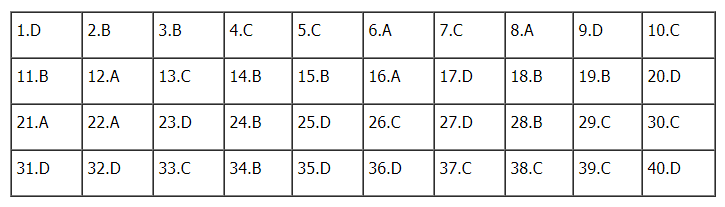 1.D 2.B 3.B 4.C 5.C 6.A 7.C 8.A 9.D 10.C
11.B 12.A 13.C 14.B 15.B 16.A 17.D 18.B 19.B 20.D
21.A 22.A 23.D 24.B 25.D 26.C 27.D 28.B 29.C 30.C
31.D 32.D 33.C 34.B 35.D 36.D 37.C 38.C 39.C 40.D